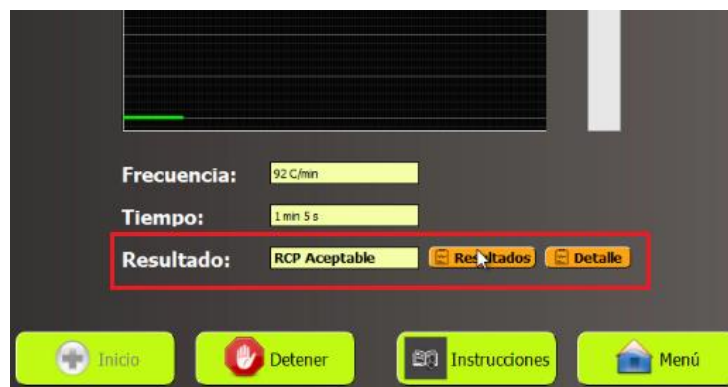 Frecuencia: 92 C/min
Tiempo: 1 min 5 s
Resultado: RCP Aceptable Resultados Detalle
Inicio Detener Instrucciones Menú